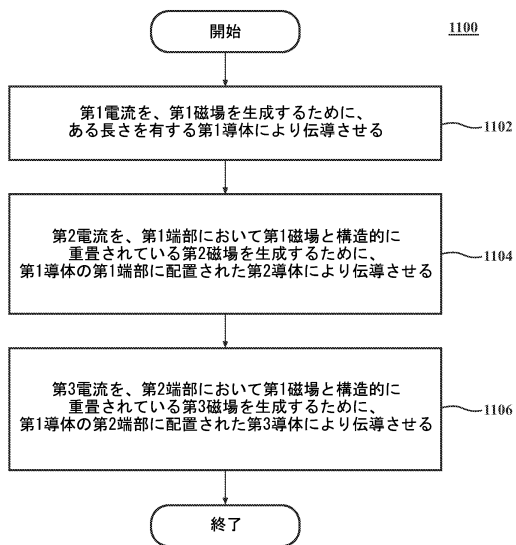 開始
1100
第1電流を、第1磁場を生成するために、
ある長さを有する第1導体により伝導させる
1102
第2電流を、第1端部において第1磁場と構造的に
重畳されている第2磁場を生成するために、
第1導体の第1端部に配置された第2導体により伝導させる
1104
第3電流を、第2端部において第1磁場と構造的に
重畳されている第3磁場を生成するために、
第1導体の第2端部に配置された第3導体により伝導させる
1106
終了